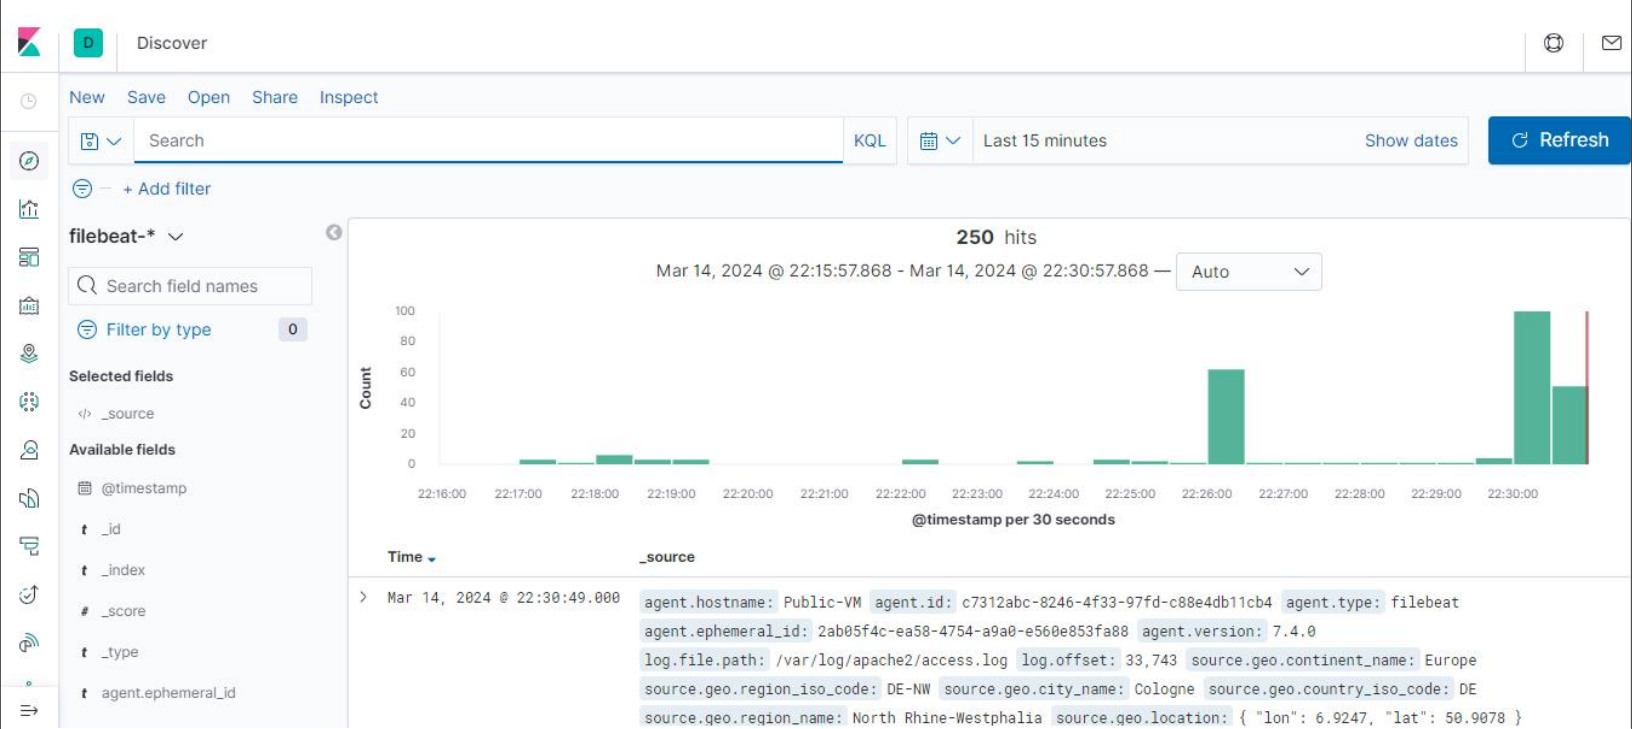 D Discover
New Save Open Share Inspect
Search KQL Last 15 minutes Show dates Refresh
+ Add filter
filebeat-*
Search field names
Filter by type 0
Selected fields
</> _source
Available fields
@timestamp
t _id
t _index
# _score
t _type
t agent.ephemeral_id
250 hits
Mar 14, 2024 @ 22:15:57.868 - Mar 14, 2024 @ 22:30:57.868 — Auto
Count
100
80
60
40
20
0
22:16:00 22:17:00 22:18:00 22:19:00 22:20:00 22:21:00 22:22:00 22:23:00 22:24:00 22:25:00 22:26:00 22:27:00 22:28:00 22:29:00 22:30:00
@timestamp per 30 seconds
Time _source
Mar 14, 2024 @ 22:30:49.000 agent.hostname: Public-VM agent.id: c7312abc-8246-4f33-97fd-c88e4db11cb4 agent.type: filebeat
agent.ephemeral_id: 2ab05f4c-ea58-4754-a9a0-e560e853fa88 agent.version: 7.4.0
log.file.path: /var/log/apache2/access.log log.offset: 33,743 source.geo.continent_name: Europe
source.geo.region_iso_code: DE-NW source.geo.city_name: Cologne source.geo.country_iso_code: DE
source.geo.region_name: North Rhine-Westphalia source.geo.location: { "lon": 6.9247, "lat": 50.9078 }